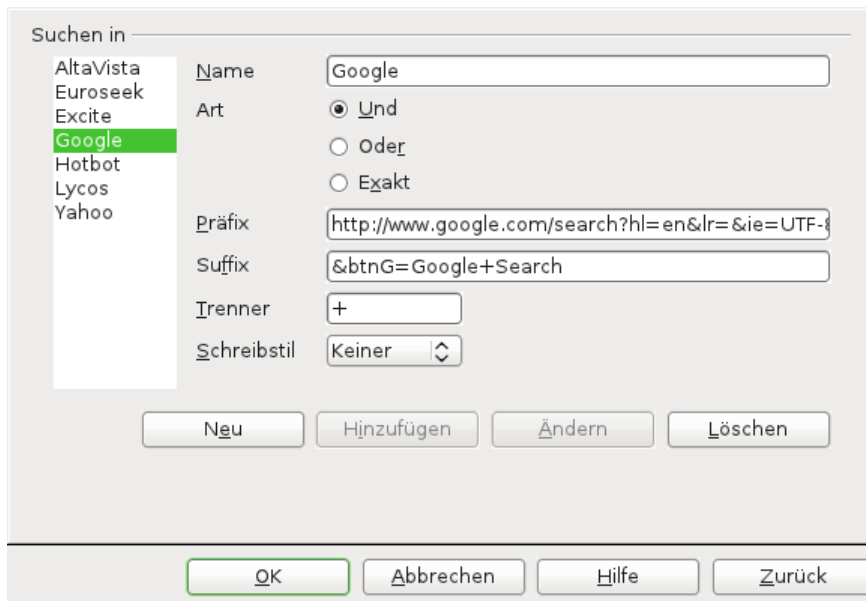 Suchen in
AltaVista
Euroseek
Excite
Google
Hotbot
Lycos
Yahoo
Name Google
Art Und
Oder
Exakt
Präfix http://www.google.com/search?hl=en&lr=&ie=UTF-8
Suffix &btnG=Google+Search
Trenner +
Schreibstil Keiner
Neu Hinzufügen Ändern Löschen
OK Abbrechen Hilfe Zurück